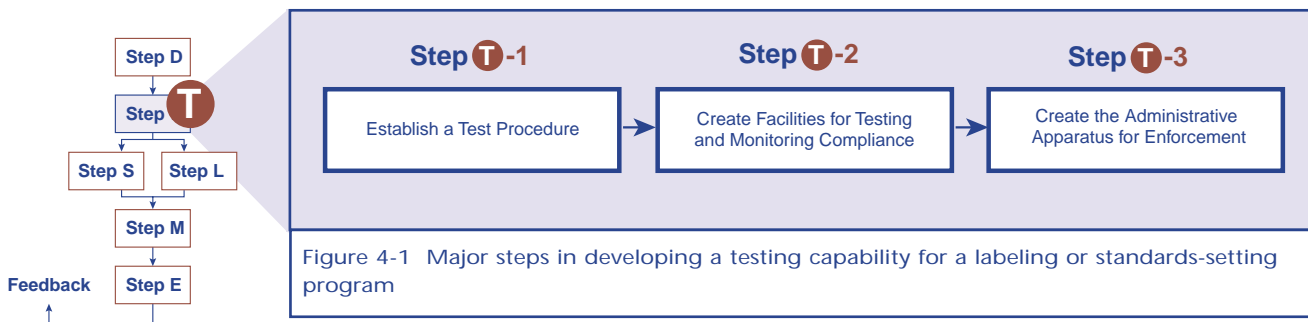 Step D
Step T
Step S
Step L
Step M
Step E
Feedback
Step T-1
Establish a Test Procedure
Step T-2
Create Facilities for Testing
and Monitoring Compliance
Step T-3
Create the Administrative
Apparatus for Enforcement
Figure 4-1 Major steps in developing a testing capability for a labeling or standards-setting
program